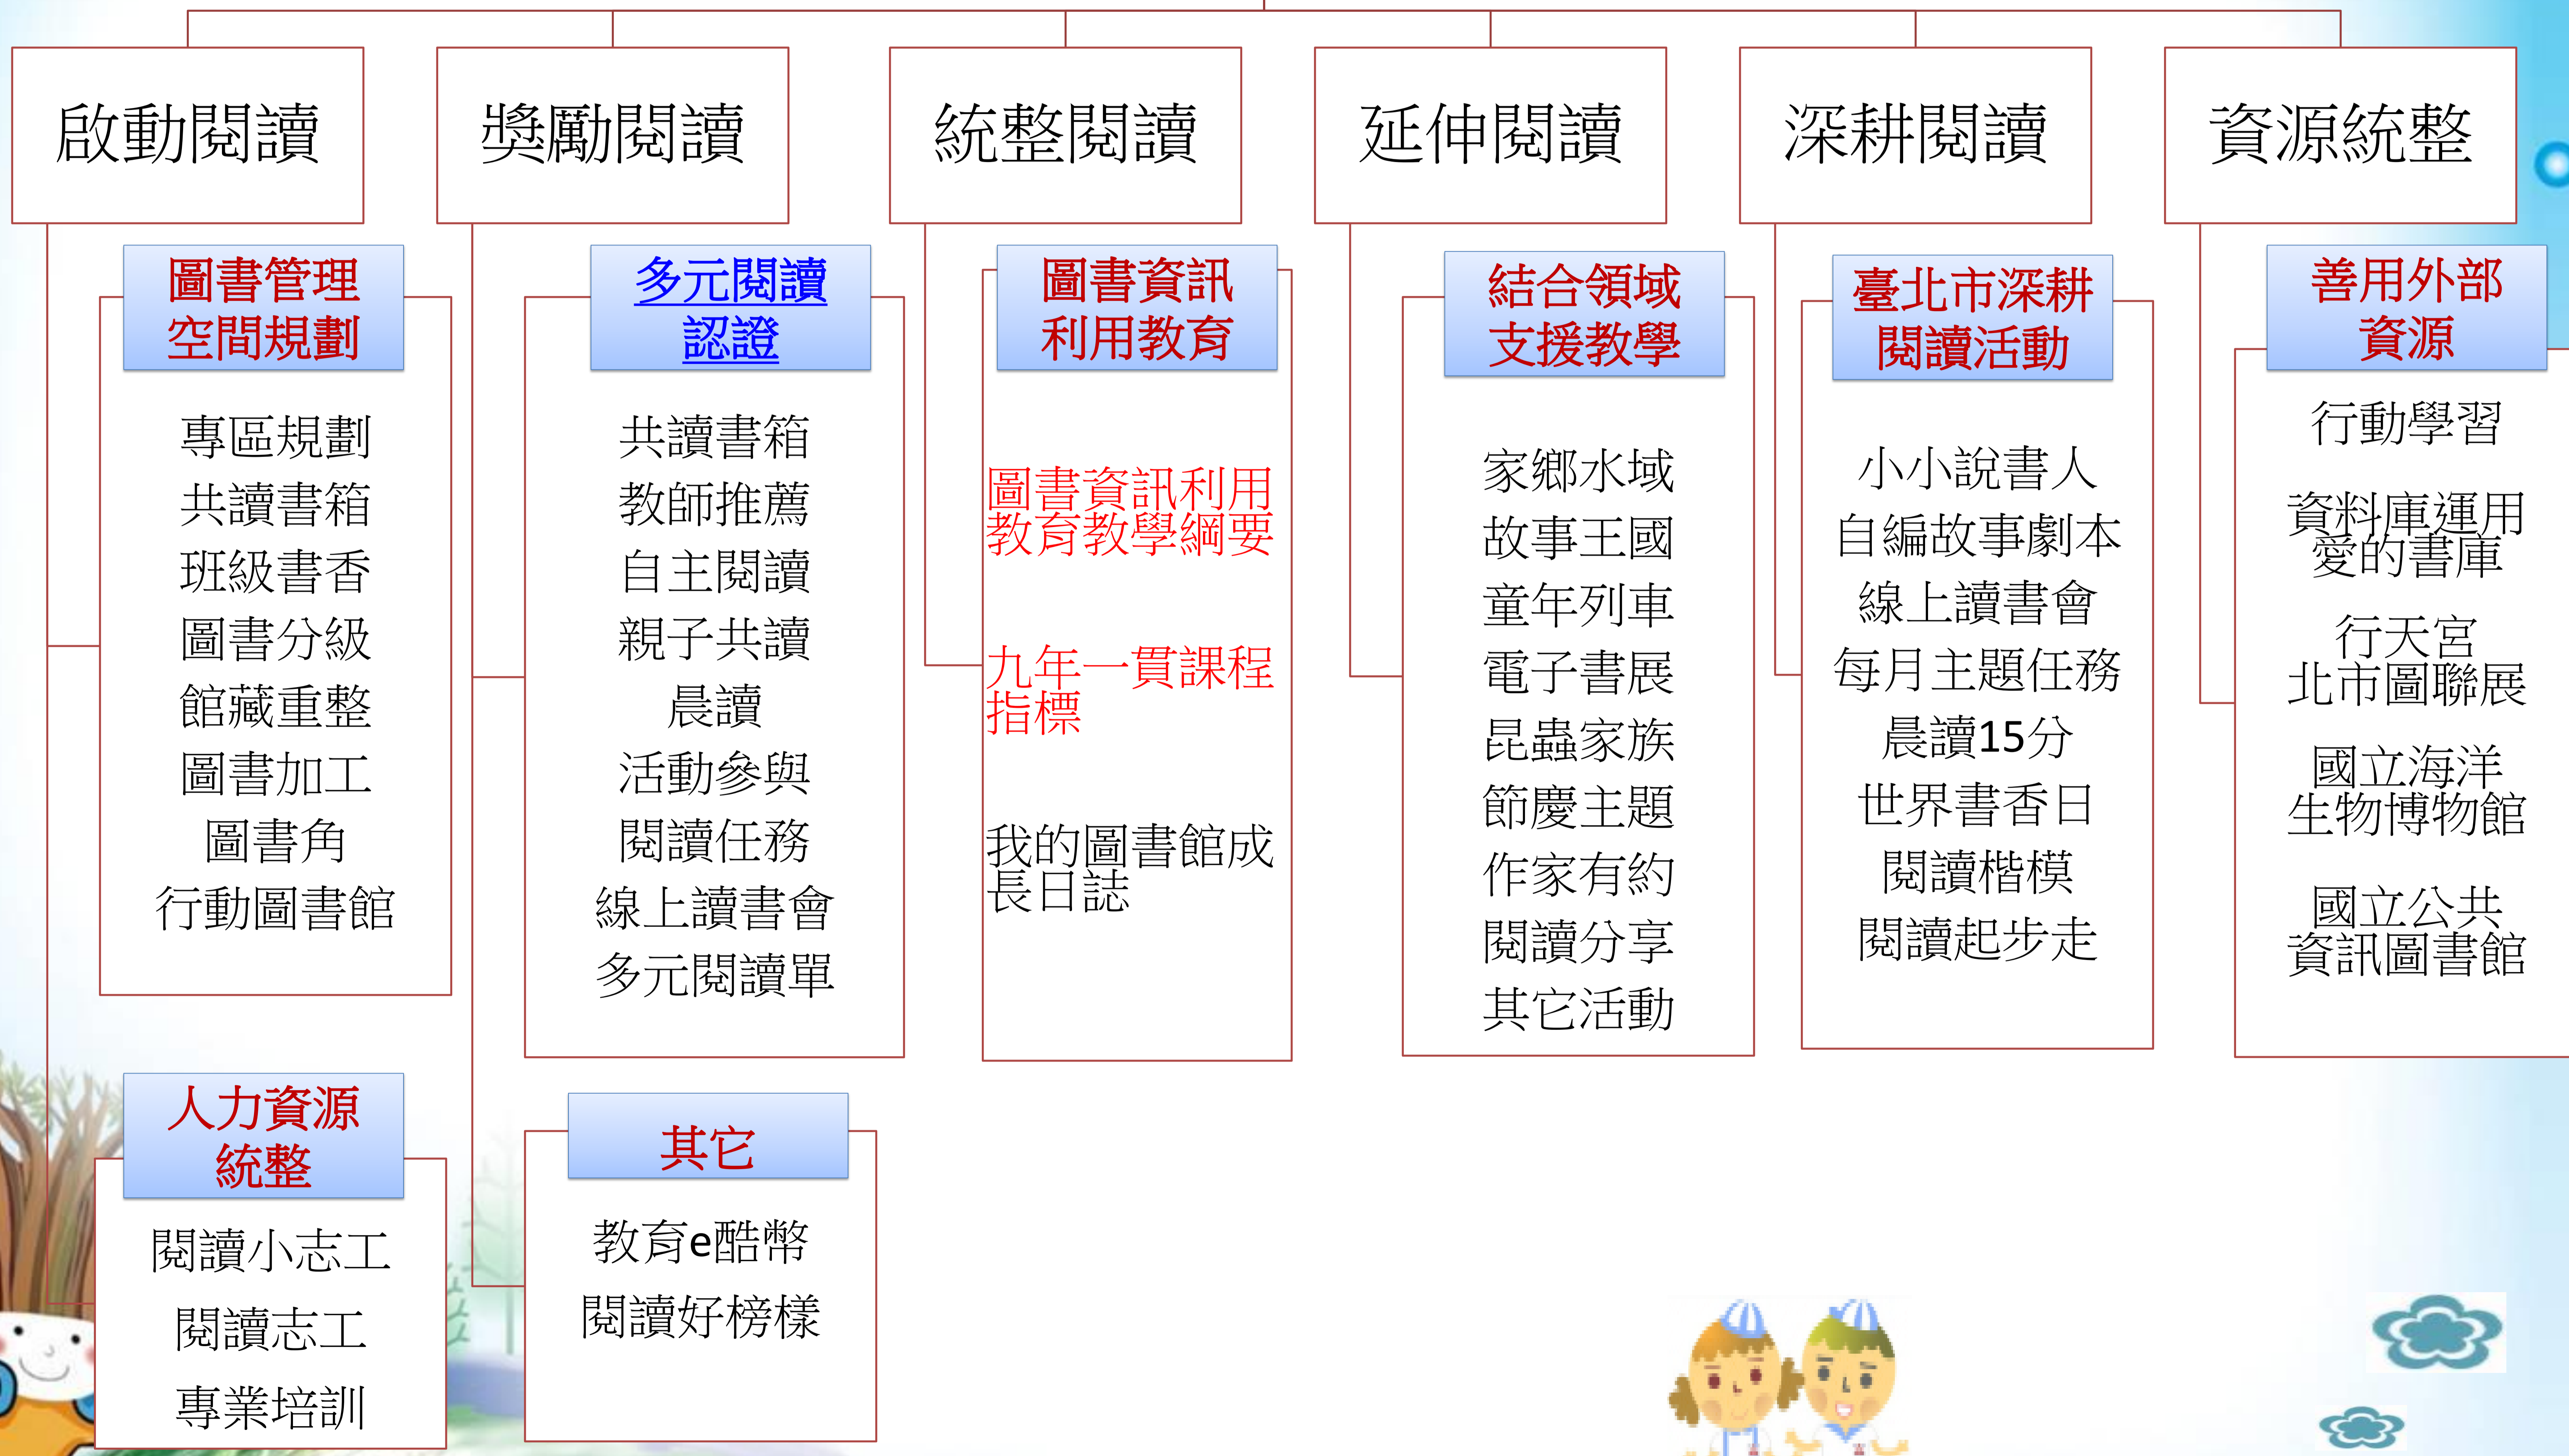 啟動閱讀
獎勵閱讀
統整閱讀
延伸閱讀
深耕閱讀
資源統整
圖書管理
空間規劃
專區規劃
共讀書箱
班級書香
圖書分級
館藏重整
圖書加工
圖書角
行動圖書館
人力資源
統整
閱讀小志工
閱讀志工
專業培訓
多元閱讀
認證
共讀書箱
教師推薦
自主閱讀
親子共讀
晨讀
活動參與
閱讀任務
線上讀書會
多元閱讀單
其它
教育e酷幣
閱讀好榜樣
圖書資訊
利用教育
圖書資訊利用
教育教學綱要
九年一貫課程
指標
我的圖書館成
長日誌
結合領域
支援教學
家鄉水域
故事王國
童年列車
電子書展
昆蟲家族
節慶主題
作家有約
閱讀分享
其它活動
臺北市深耕
閱讀活動
小小說書人
自編故事劇本
線上讀書會
每月主題任務
晨讀15分
世界書香日
閱讀楷模
閱讀起步走
善用外部
資源
行動學習
資料庫運用
愛的書庫
行天宮
北市圖聯展
國立海洋
生物博物館
國立公共
資訊圖書館